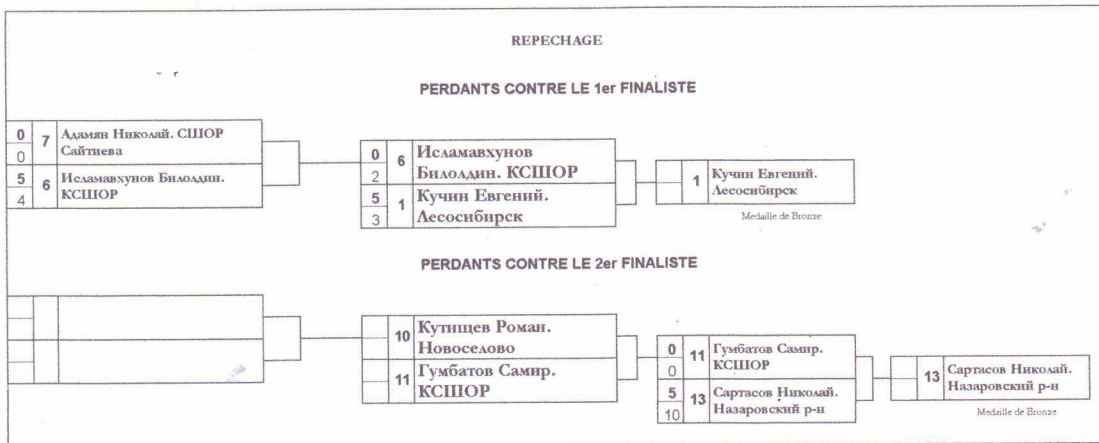 REPECHAGE
PERDANTS CONTRE LE 1er FINALISTE
0 7 Адамян Николай. СШОР
0 Сайтиева
5 6 Исламавхунов Билолдин.
4 КСШОР
0 6 Исламавхунов
2 Билолдин. КСШОР
5 1 Кучин Евгений.
3 Лесосибирск
1 Кучин Евгений.
Лесосибирск
Medaille de Bronze
PERDANTS CONTRE LE 2er FINALISTE
10 Кутищев Роман.
Новоселово
11 Гумбатов Самир.
КСШОР
0 11 Гумбатов Самир.
0 КСШОР
5 13 Сартасов Николай.
10 Назаровский р-н
13 Сартасов Николай.
Назаровский р-н
Medaille de Bronze